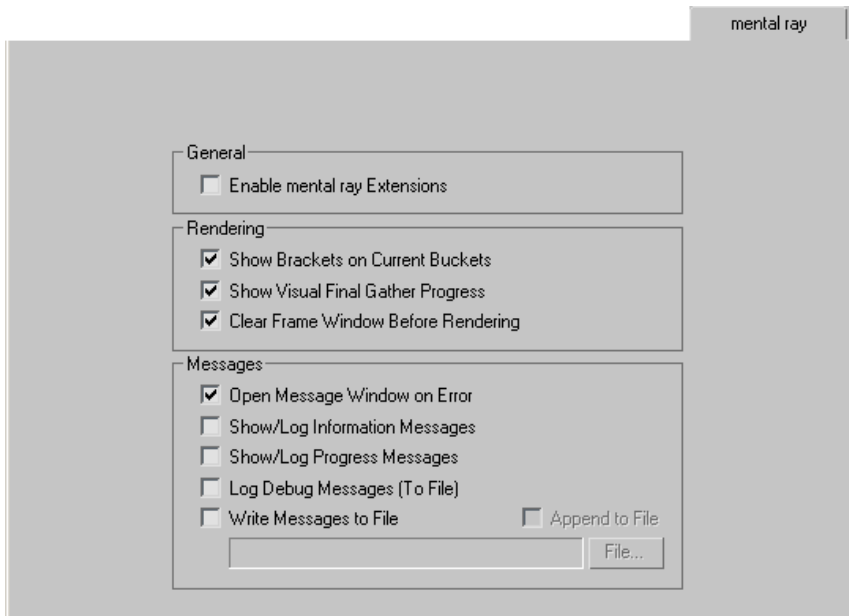 mental ray
General
Enable mental ray Extensions
Rendering
Show Brackets on Current Buckets
Show Visual Final Gather Progress
Clear Frame Window Before Rendering
Messages
Open Message Window on Error
Show/Log Information Messages
Show/Log Progress Messages
Log Debug Messages (To File)
Write Messages to File Append to File
File...